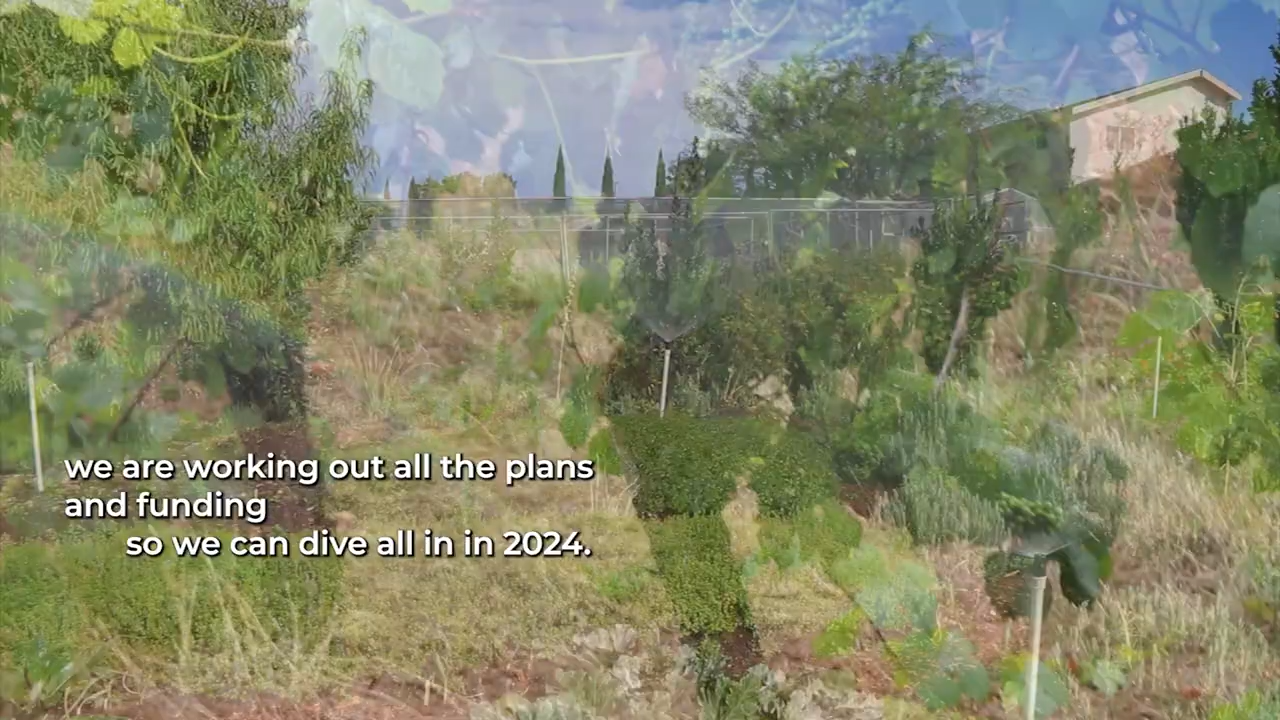 we are working out all the plans
and funding
so we can dive all in in 2024.